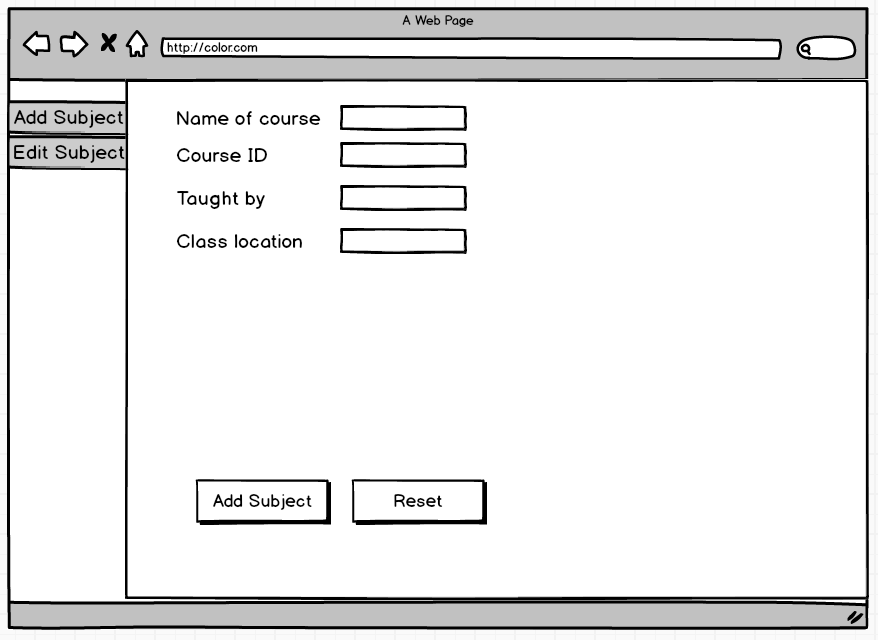 A Web Page
http://color.com
Add Subject
Edit Subject
Name of course
Course ID
Taught by
Class location
Add Subject
Reset